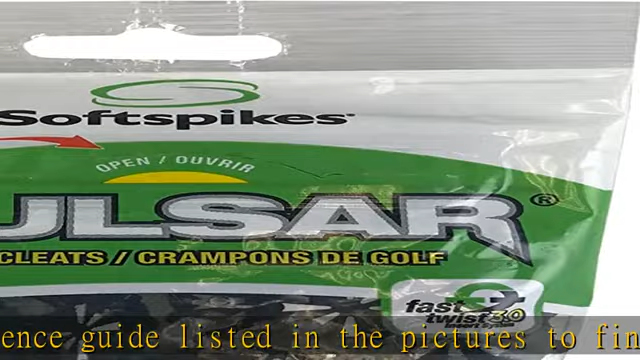 Softspikes
OPEN / OUVRIR
ULSAR®
CLEATS / CRAMPONS DE GOLF
fast
twist 3.0
ence guide listed in the pictures to fin